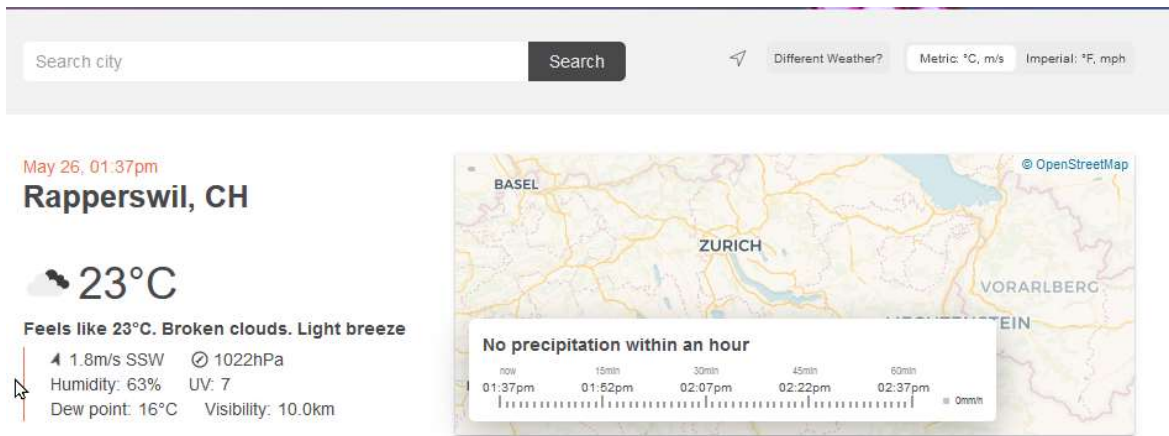 Search city
Search
Different Weather?
Metric: °C, m/s
Imperial: °F, mph
May 26, 01:37pm
Rapperswil, CH
23°C
Feels like 23°C. Broken clouds. Light breeze
1.8m/s SSW 1022hPa
Humidity: 63% UV: 7
Dew point: 16°C Visibility: 10.0km
© OpenStreetMap
BASEL
ZURICH
VORARLBERG
No precipitation within an hour
now 15min 30min 45min 60min
01:37pm 01:52pm 02:07pm 02:22pm 02:37pm
0mm/h